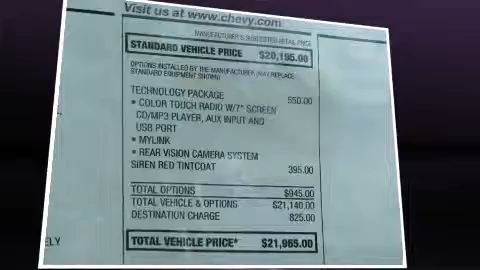 Visit us at www.chevy.com
MANUFACTURER'S SUGGESTED RETAIL PRICE
STANDARD VEHICLE PRICE $20,195.00
OPTIONS INSTALLED BY THE MANUFACTURER (MAY REPLACE
STANDARD EQUIPMENT SHOWN)
TECHNOLOGY PACKAGE 550.00
• COLOR TOUCH RADIO W/7" SCREEN
CD/MP3 PLAYER, AUX INPUT AND
USB PORT
• MYLINK
• REAR VISION CAMERA SYSTEM
SIREN RED TINTCOAT 395.00
TOTAL OPTIONS $945.00
TOTAL VEHICLE & OPTIONS $21,140.00
DESTINATION CHARGE 825.00
ELY
TOTAL VEHICLE PRICE* $21,965.00